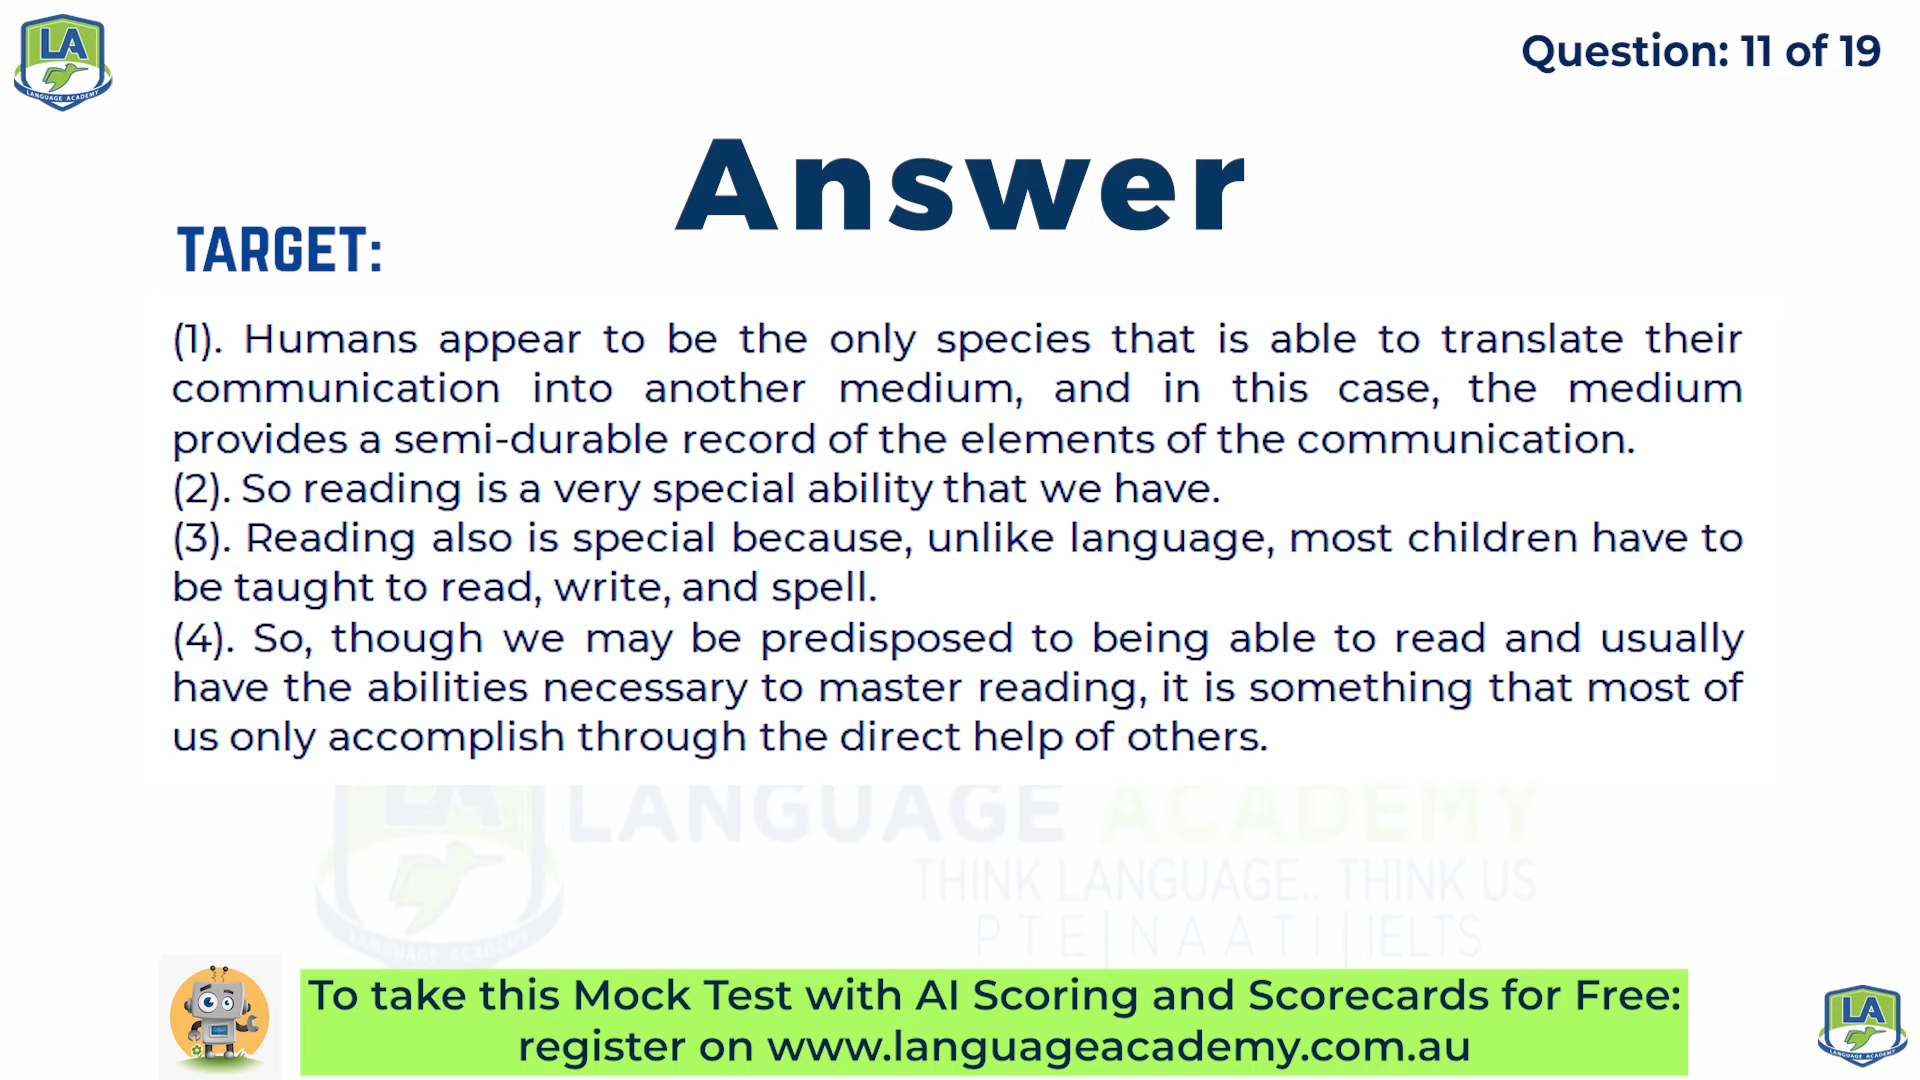 LA
LANGUAGE ACADEMY
Question: 11 of 19
Answer
TARGET:
(1). Humans appear to be the only species that is able to translate their
communication into another medium, and in this case, the medium
provides a semi-durable record of the elements of the communication.
(2). So reading is a very special ability that we have.
(3). Reading also is special because, unlike language, most children have to
be taught to read, write, and spell.
(4). So, though we may be predisposed to being able to read and usually
have the abilities necessary to master reading, it is something that most of
us only accomplish through the direct help of others.
LA
LANGUAGE ACADEMY
LANGUAGE ACADEMY
THINK LANGUAGE.. THINK US
PTE|NAATI|IELTS
To take this Mock Test with AI Scoring and Scorecards for Free:
register on www.languageacademy.com.au
LA
LANGUAGE ACADEMY